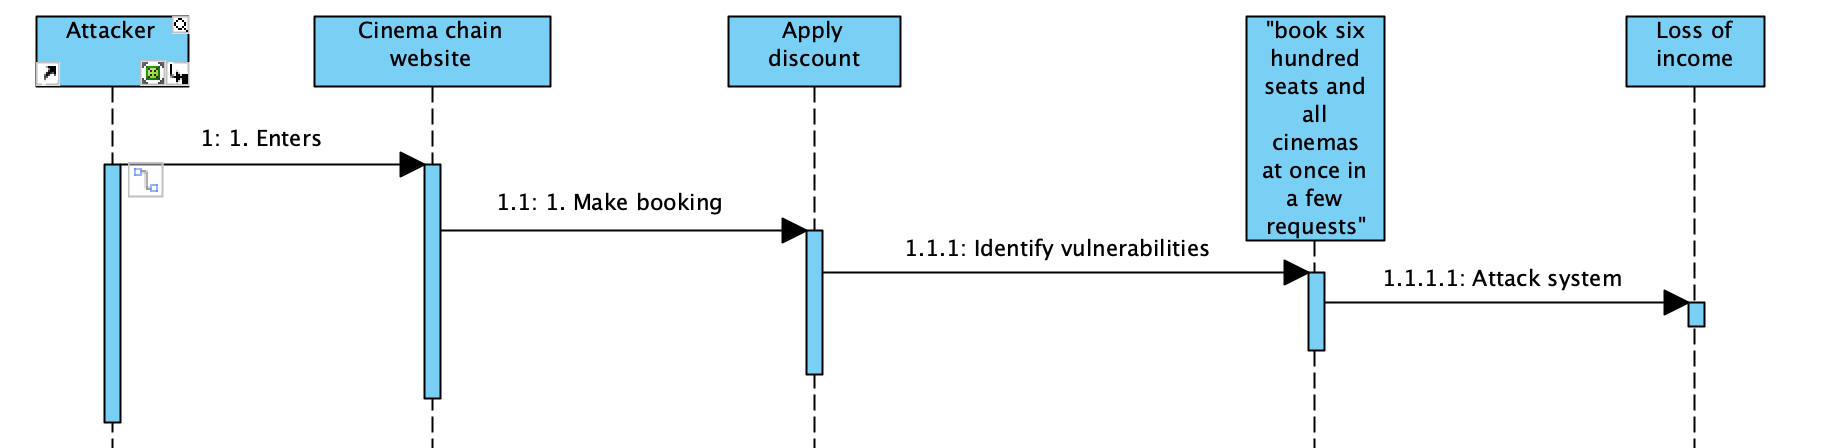 Attacker
Cinema chain
website
Apply
discount
"book six
hundred
seats and
all
cinemas
at once in
a few
requests"
Loss of
income
1: 1. Enters
1.1: 1. Make booking
1.1.1: Identify vulnerabilities
1.1.1.1: Attack system